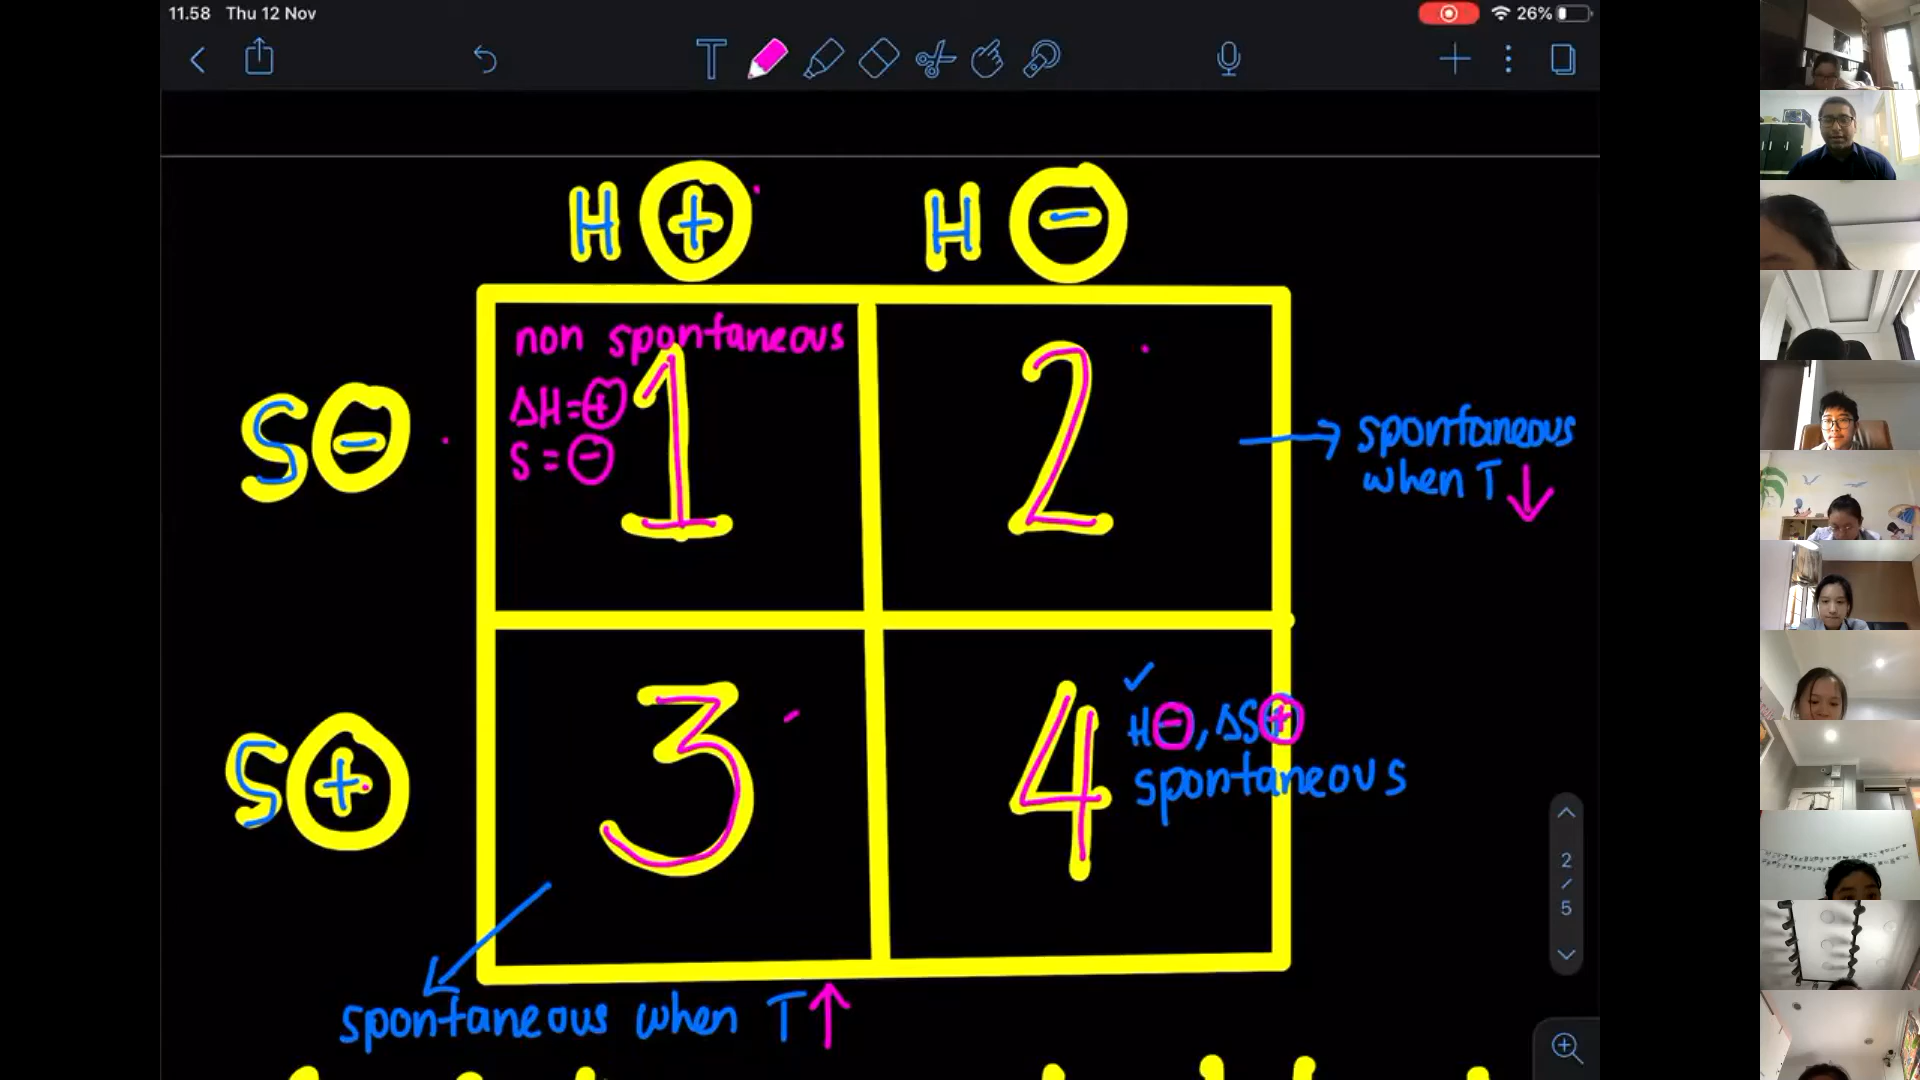 11.58 Thu 12 Nov
26%
T
H + H −
non spontaneous
1
ΔH = +
S = −
2
S −
spontaneous
when T ↓
3
4
✓
H −, ΔS +
spontaneous
S +
2
/
5
spontaneous when T ↑